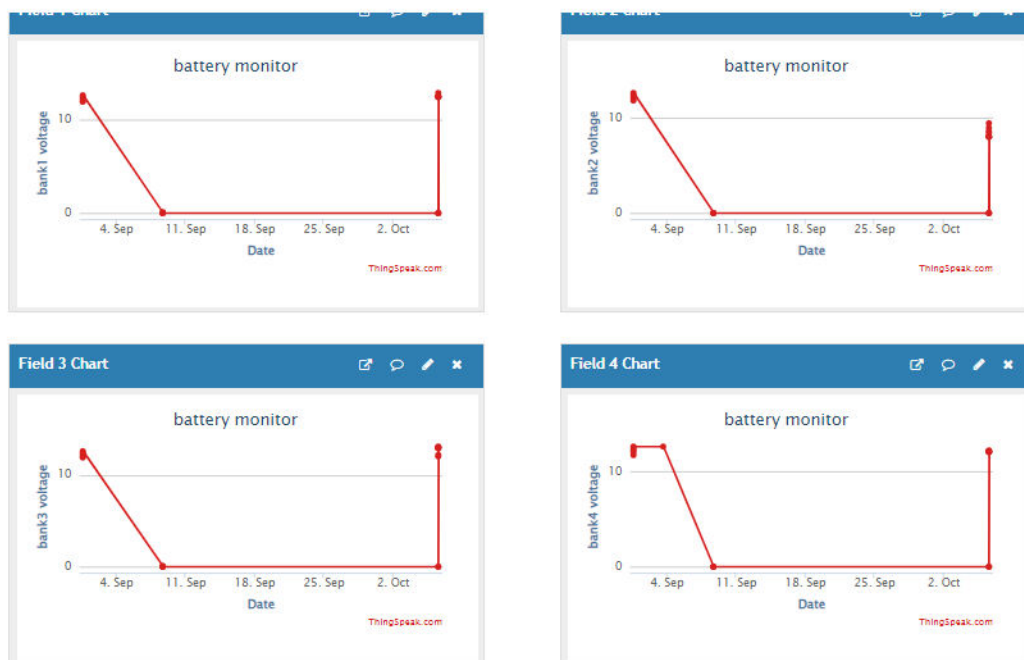 Field 1 Chart
battery monitor
bank1 voltage
10
0
4. Sep 11. Sep 18. Sep 25. Sep 2. Oct
Date
ThingSpeak.com
Field 2 Chart
battery monitor
bank2 voltage
10
0
4. Sep 11. Sep 18. Sep 25. Sep 2. Oct
Date
ThingSpeak.com
Field 3 Chart
battery monitor
bank3 voltage
10
0
4. Sep 11. Sep 18. Sep 25. Sep 2. Oct
Date
ThingSpeak.com
Field 4 Chart
battery monitor
bank4 voltage
10
0
4. Sep 11. Sep 18. Sep 25. Sep 2. Oct
Date
ThingSpeak.com